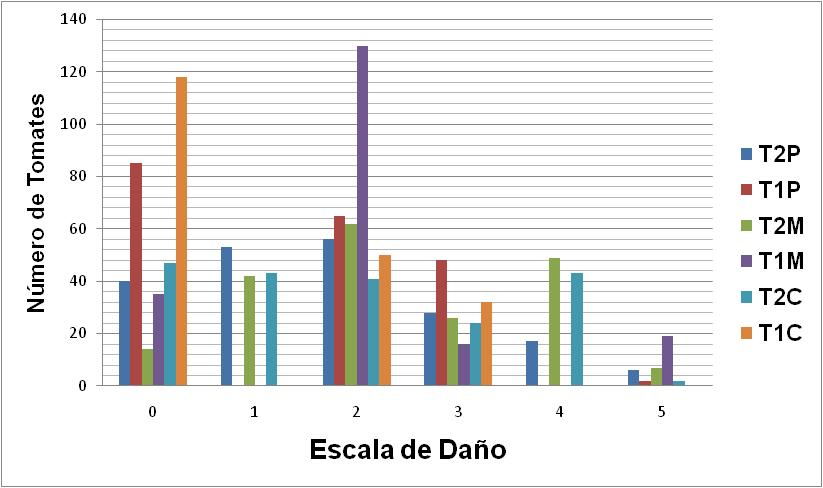 140
120
100
80
60
40
20
0
Número de Tomates
0 1 2 3 4 5
Escala de Daño
T2P
T1P
T2M
T1M
T2C
T1C